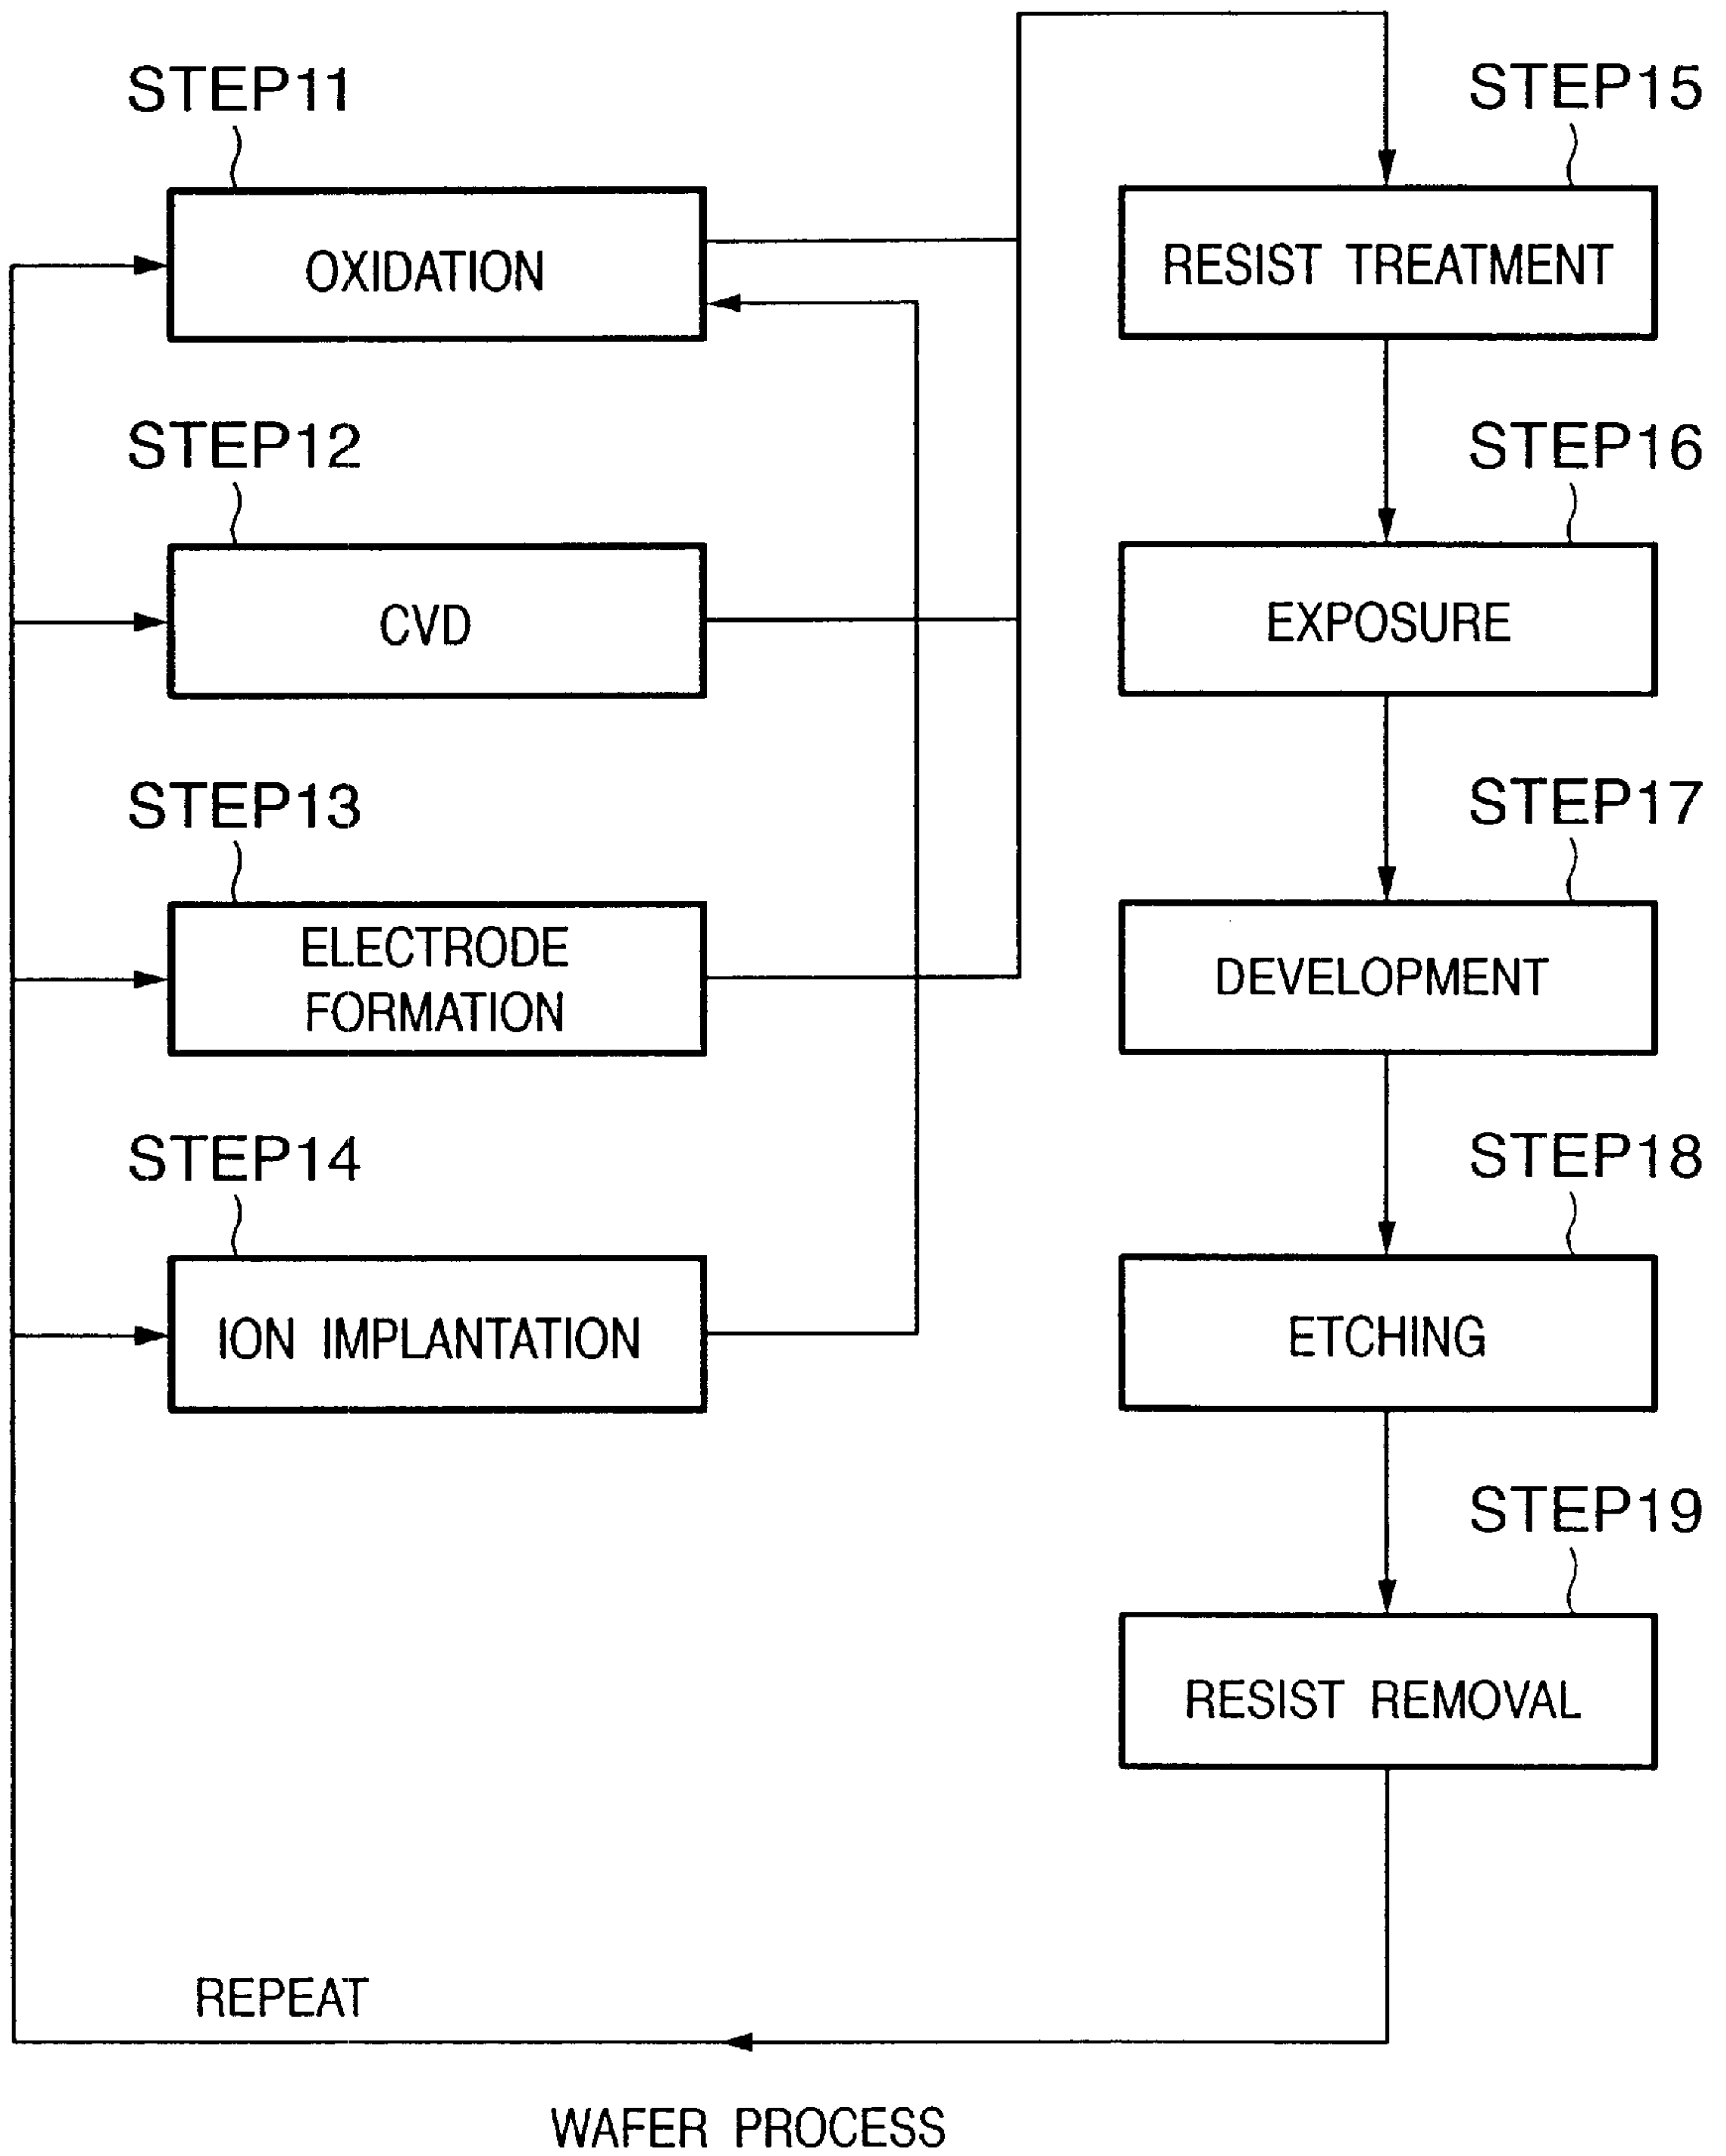 STEP11
OXIDATION
STEP12
CVD
STEP13
ELECTRODE
FORMATION
STEP14
ION IMPLANTATION
STEP15
RESIST TREATMENT
STEP16
EXPOSURE
STEP17
DEVELOPMENT
STEP18
ETCHING
STEP19
RESIST REMOVAL
REPEAT
WAFER PROCESS